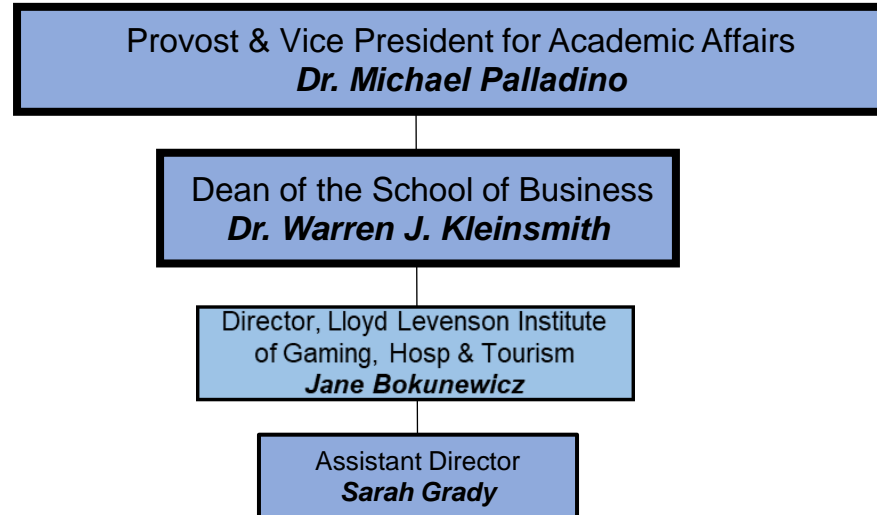 Provost & Vice President for Academic Affairs
Dr. Michael Palladino
Dean of the School of Business
Dr. Warren J. Kleinsmith
Director, Lloyd Levenson Institute
of Gaming, Hosp & Tourism
Jane Bokunewicz
Assistant Director
Sarah Grady